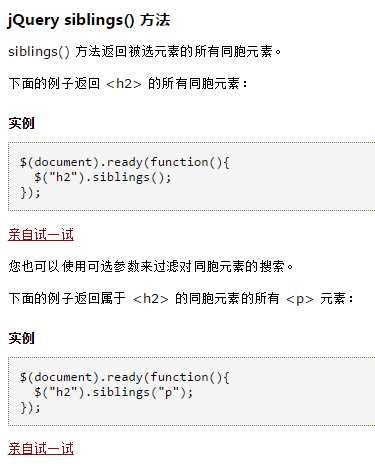 jQuery siblings() 方法
siblings() 方法返回被选元素的所有同胞元素。
下面的例子返回 <h2> 的所有同胞元素：
实例
$(document).ready(function(){
  $("h2").siblings();
});
亲自试一试
您也可以使用可选参数来过滤对同胞元素的搜索。
下面的例子返回属于 <h2> 的同胞元素的所有 <p> 元素：
实例
$(document).ready(function(){
  $("h2").siblings("p");
});
亲自试一试